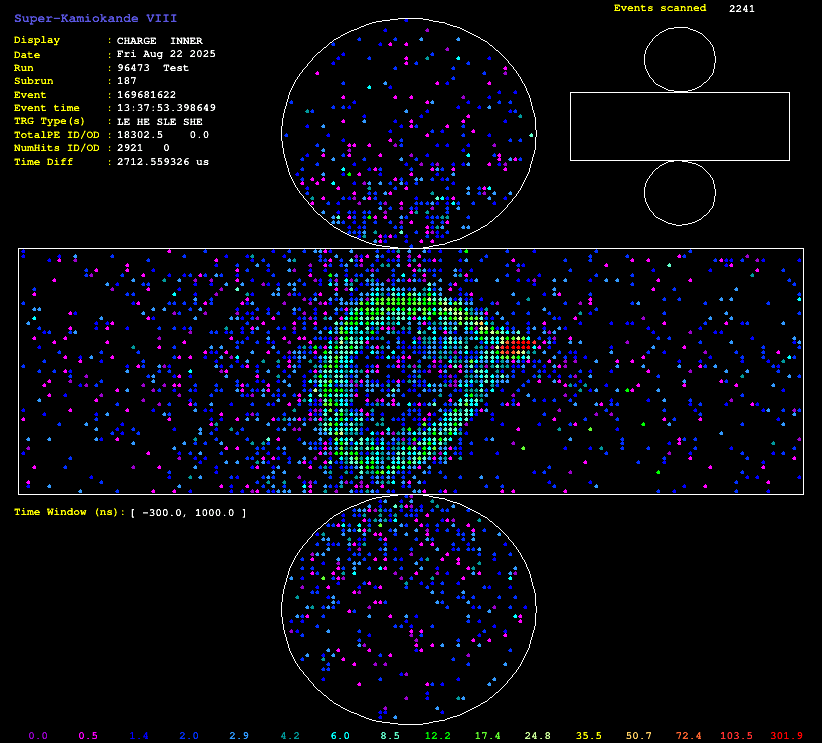 Super-Kamiokande VIII
Display : CHARGE INNER
Date : Fri Aug 22 2025
Run : 96473 Test
Subrun : 187
Event : 169681622
Event time : 13:37:53.398649
TRG Type(s) : LE HE SLE SHE
TotalPE ID/OD : 18302.5 0.0
NumHits ID/OD : 2921 0
Time Diff : 2712.559326 us
Events scanned 2241
Time Window (ns): [ -300.0, 1000.0 ]
0.0 0.5 1.4 2.0 2.9 4.2 6.0 8.5 12.2 17.4 24.8 35.5 50.7 72.4 103.5 301.9